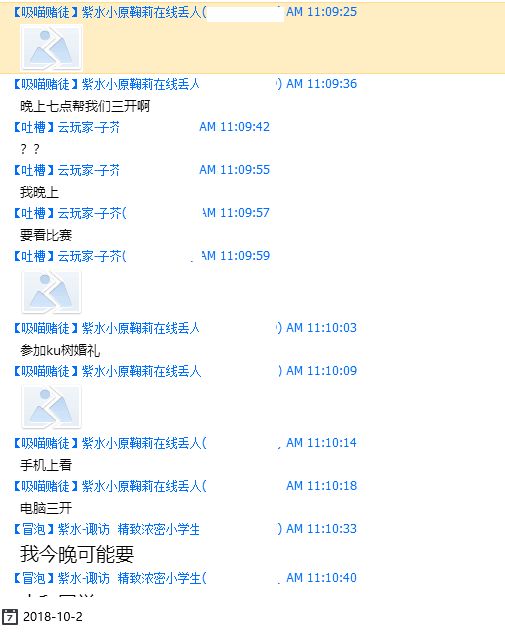 【吸喵赌徒】紫水小原鞠莉在线丢人( ) AM 11:09:25
【吸喵赌徒】紫水小原鞠莉在线丢人 ) AM 11:09:36
晚上七点帮我们三开啊
【吐槽】云玩家-子芥 AM 11:09:42
？？
【吐槽】云玩家-子芥 AM 11:09:55
我晚上
【吐槽】云玩家-子芥( AM 11:09:57
要看比赛
【吐槽】云玩家-子芥( AM 11:09:59
【吸喵赌徒】紫水小原鞠莉在线丢人 ) AM 11:10:03
参加ku树婚礼
【吸喵赌徒】紫水小原鞠莉在线丢人 ) AM 11:10:09
【吸喵赌徒】紫水小原鞠莉在线丢人( AM 11:10:14
手机上看
【吸喵赌徒】紫水小原鞠莉在线丢人( AM 11:10:18
电脑三开
【冒泡】紫水-诹访 精致浓密小学生 ) AM 11:10:33
我今晚可能要
【冒泡】紫水-诹访 精致浓密小学生( ) AM 11:10:40
7 2018-10-2